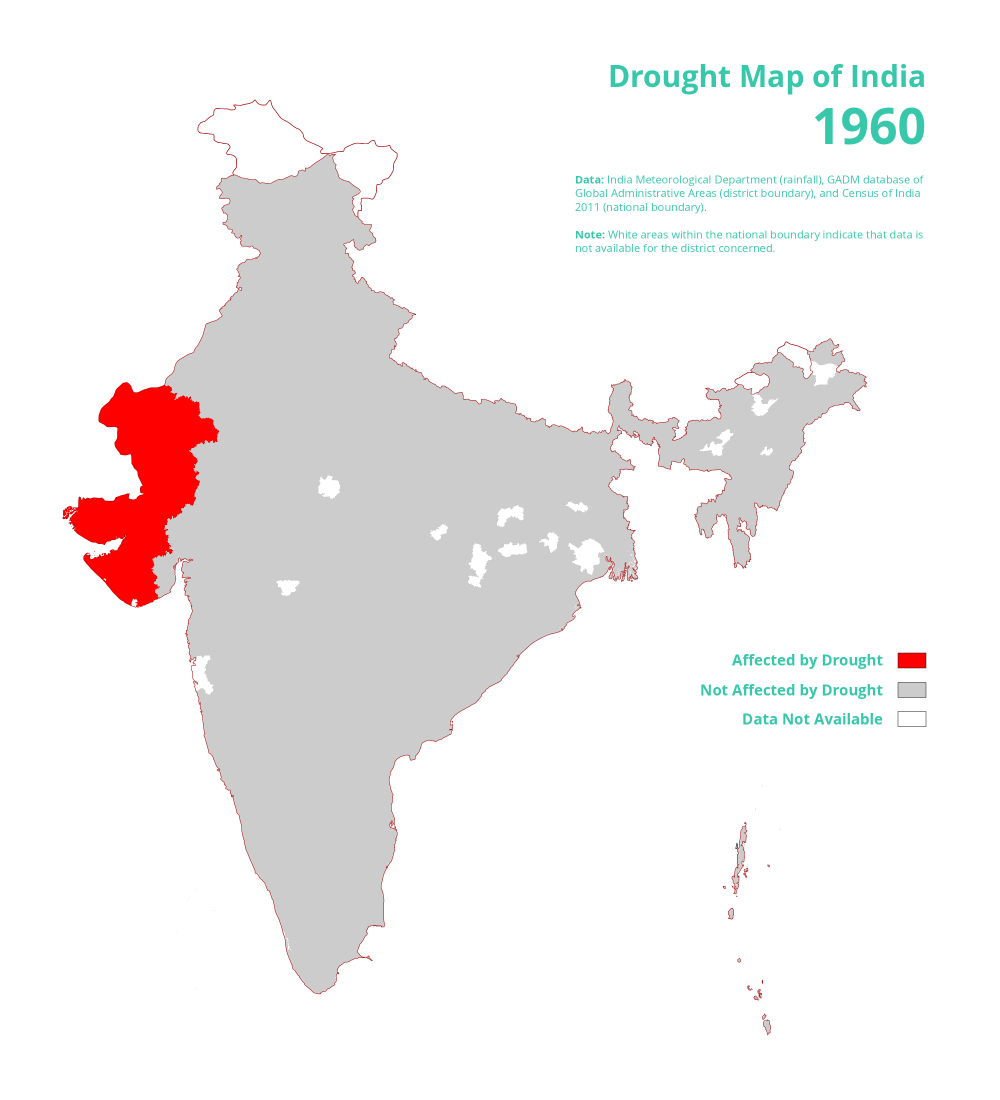 Drought Map of India
1960
Data: India Meteorological Department (rainfall), GADM database of
Global Administrative Areas (district boundary), and Census of India
2011 (national boundary).
Note: White areas within the national boundary indicate that data is
not available for the district concerned.
Affected by Drought
Not Affected by Drought
Data Not Available